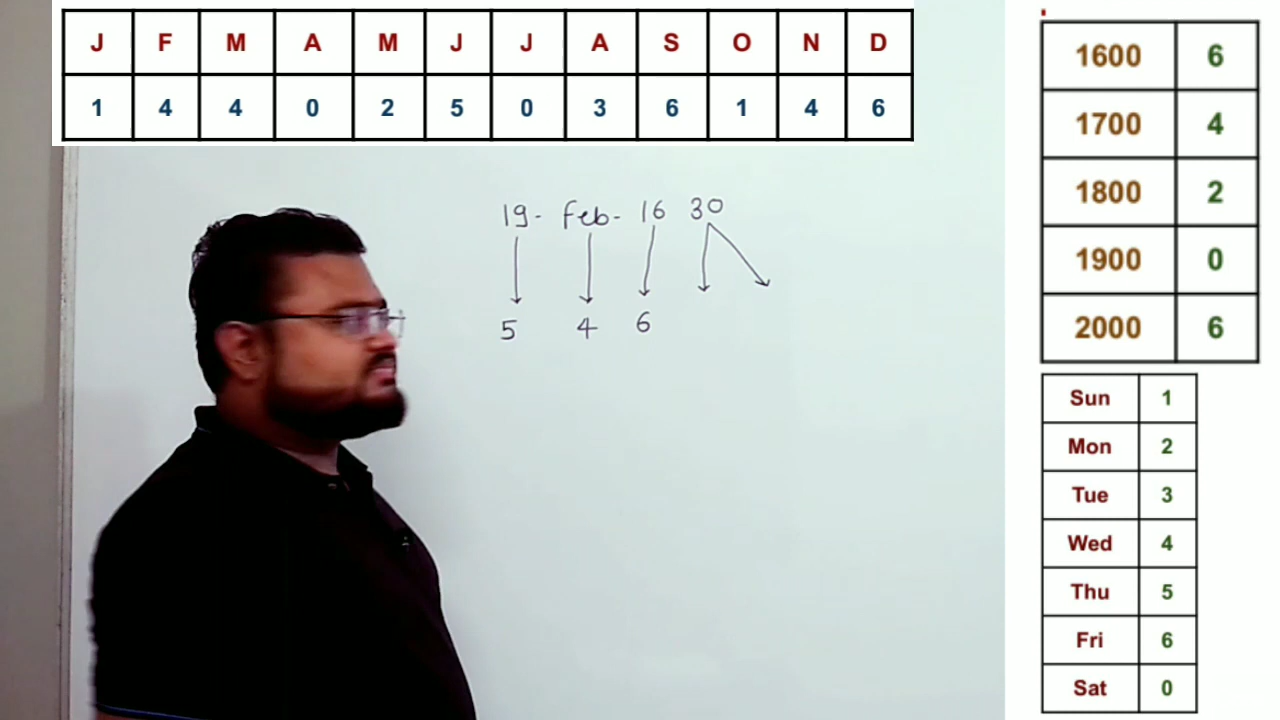 J F M A M J J A S O N D
1 4 4 0 2 5 0 3 6 1 4 6
19- Feb- 16 30
5 4 6
1600 6
1700 4
1800 2
1900 0
2000 6
Sun 1
Mon 2
Tue 3
Wed 4
Thu 5
Fri 6
Sat 0